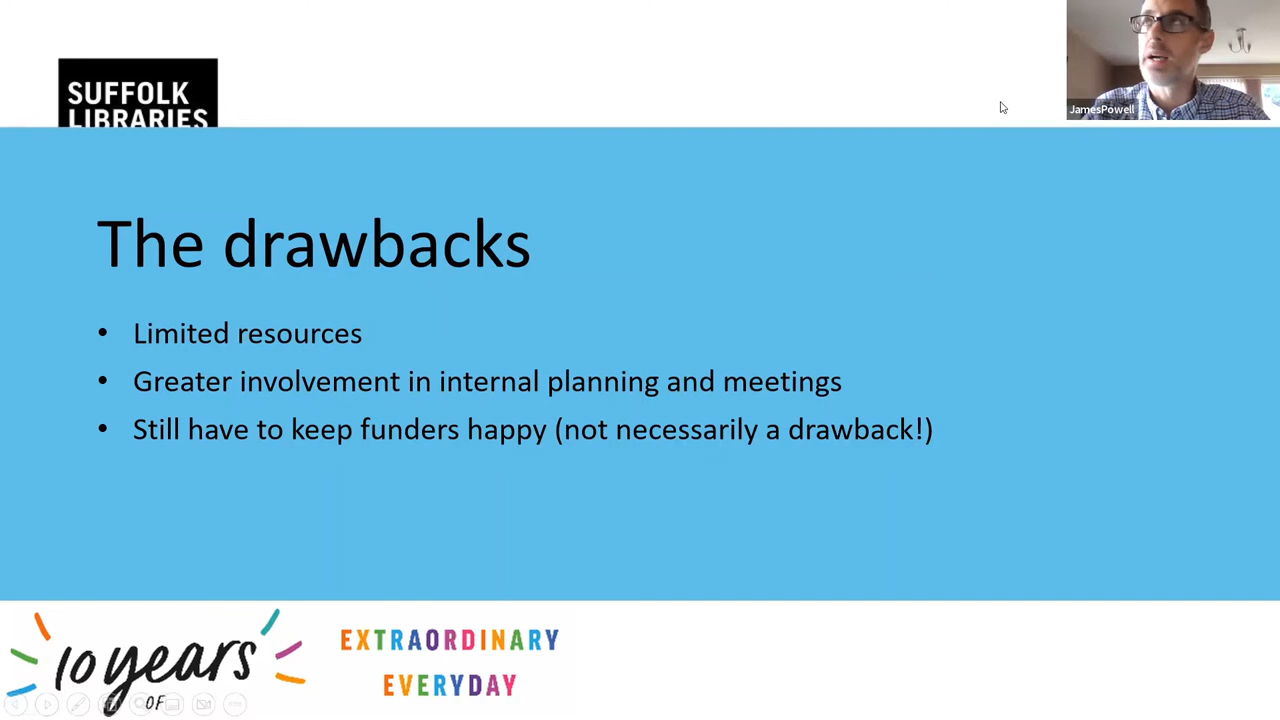 SUFFOLK
LIBRARIES
JamesPowell
The drawbacks
• Limited resources
• Greater involvement in internal planning and meetings
• Still have to keep funders happy (not necessarily a drawback!)
10 years
OF
EXTRAORDINARY
EVERYDAY